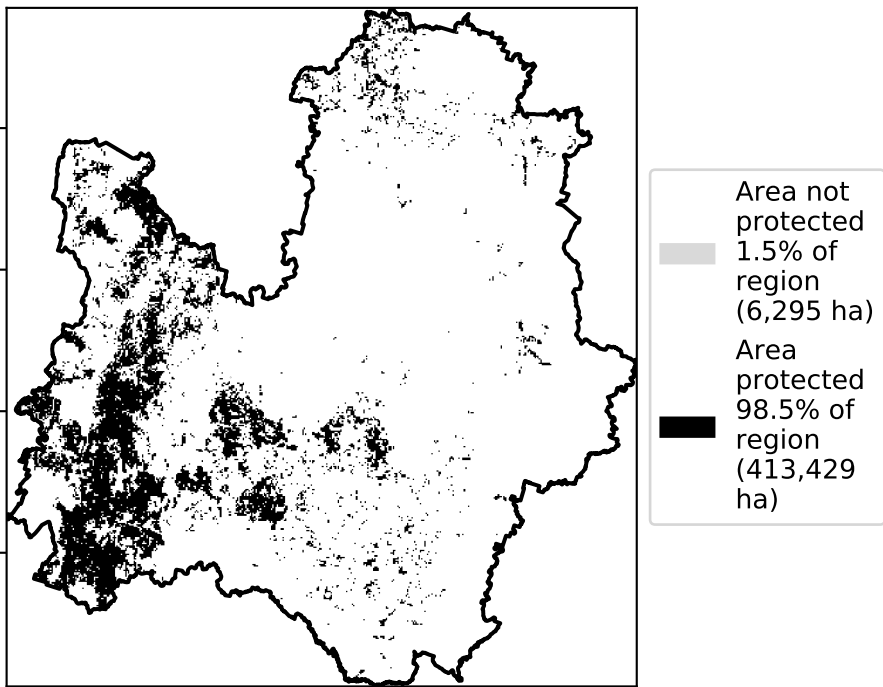 Area not
protected
1.5% of
region
(6,295 ha)
Area
protected
98.5% of
region
(413,429
ha)